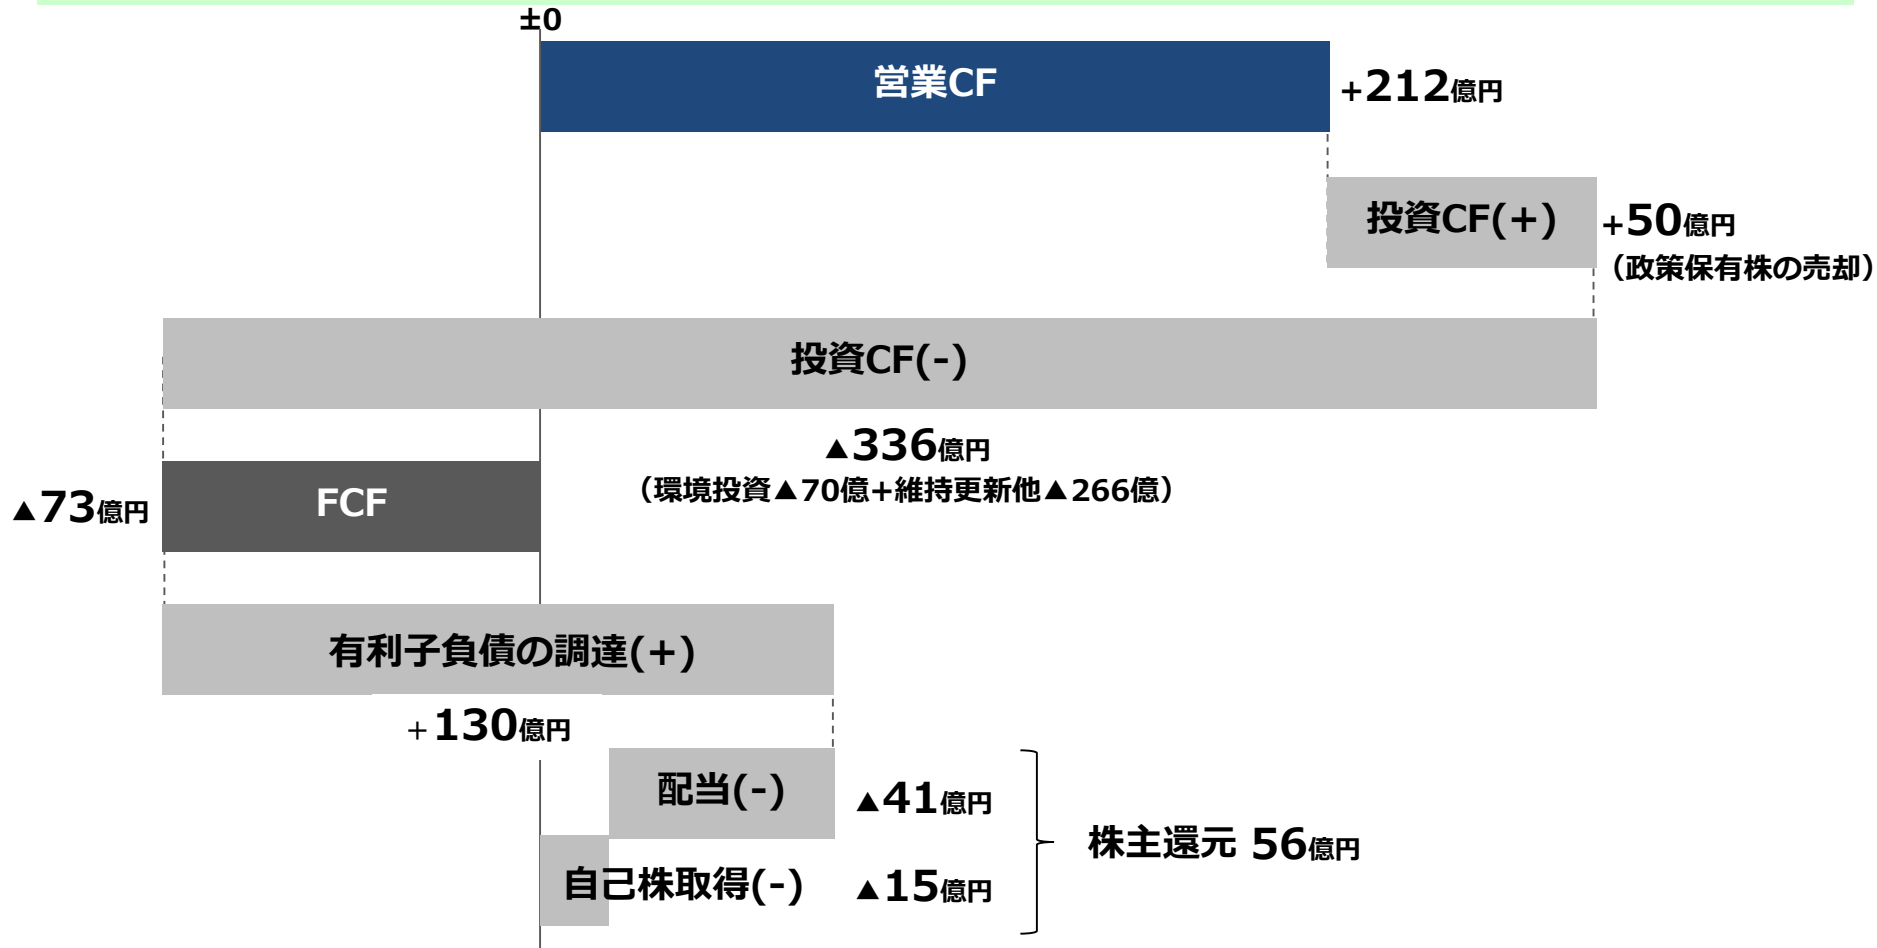 ±0
営業CF
+212億円
投資CF(+)
+50億円
（政策保有株の売却）
投資CF(-)
▲336億円
（環境投資▲70億+維持更新他▲266億）
▲73億円
FCF
有利子負債の調達(+)
+130億円
配当(-)
▲41億円
株主還元 56億円
自己株取得(-)
▲15億円